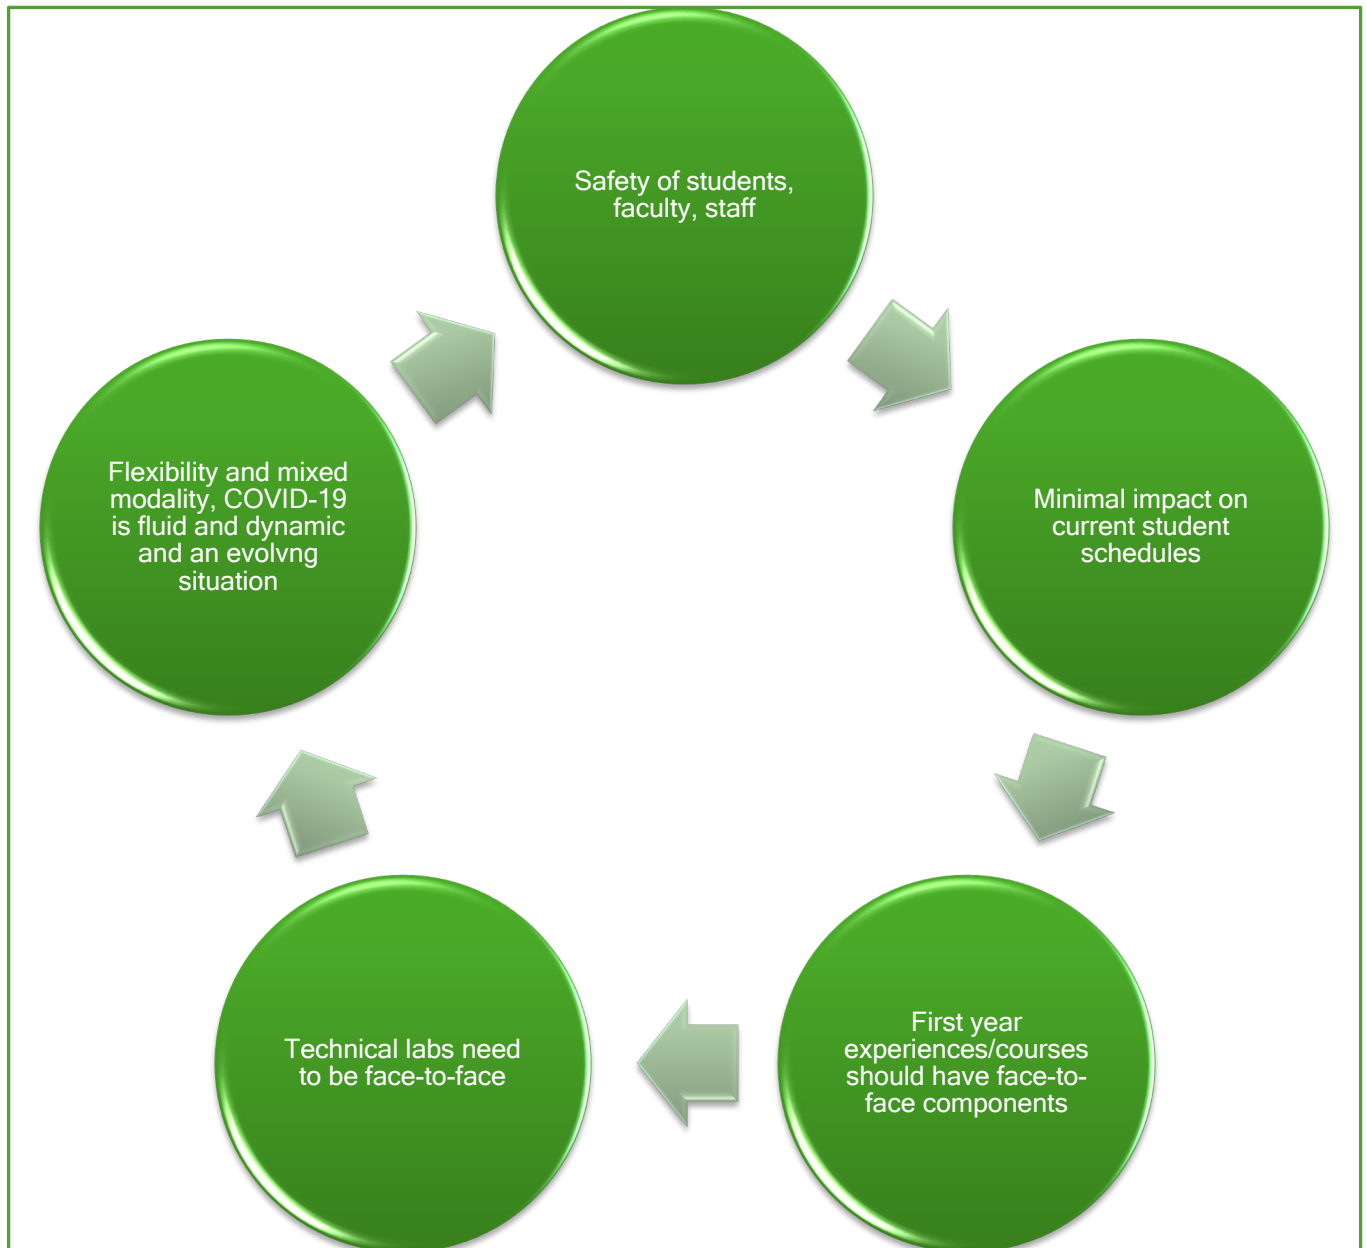 Safety of students,
faculty, staff
Minimal impact on
current student
schedules
First year
experiences/courses
should have face-to-
face components
Technical labs need
to be face-to-face
Flexibility and mixed
modality, COVID-19
is fluid and dynamic
and an evolvng
situation